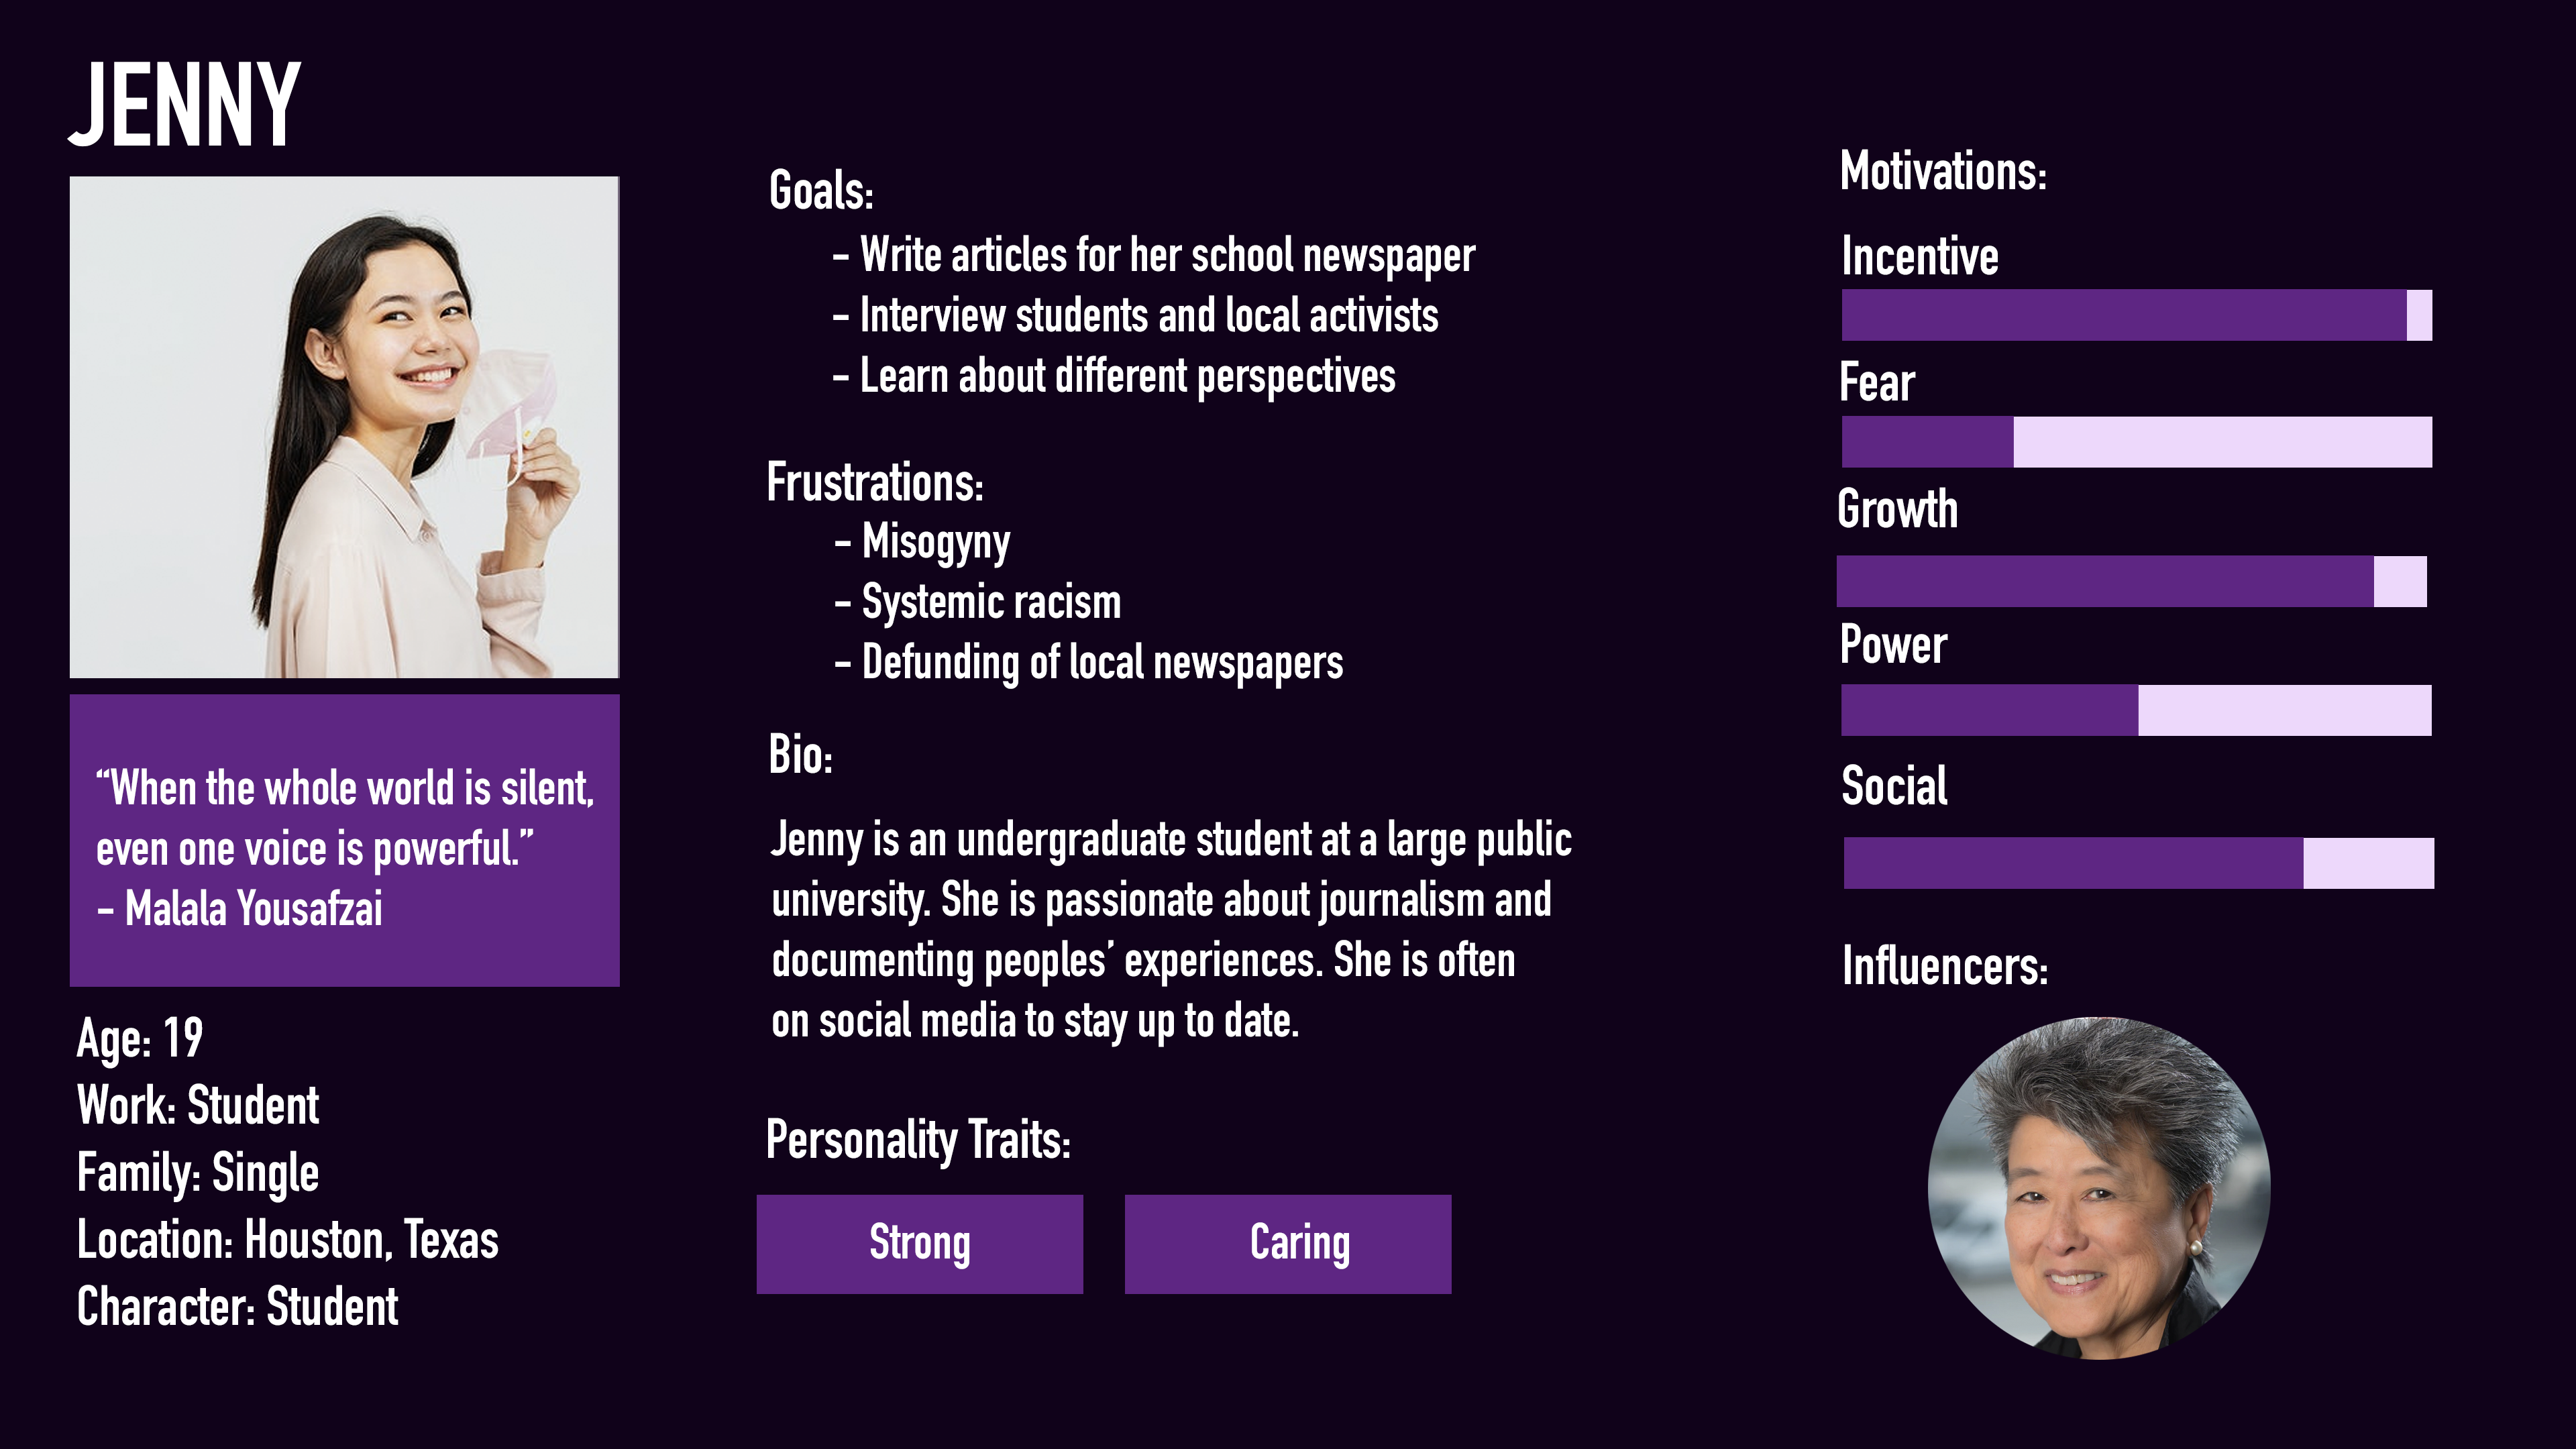 JENNY
“When the whole world is silent,
even one voice is powerful.”
- Malala Yousafzai
Age: 19
Work: Student
Family: Single
Location: Houston, Texas
Character: Student
Goals:
- Write articles for her school newspaper
- Interview students and local activists
- Learn about different perspectives
Frustrations:
- Misogyny
- Systemic racism
- Defunding of local newspapers
Bio:
Jenny is an undergraduate student at a large public
university. She is passionate about journalism and
documenting peoples’ experiences. She is often
on social media to stay up to date.
Personality Traits:
Strong
Caring
Motivations:
Incentive
Fear
Growth
Power
Social
Influencers: